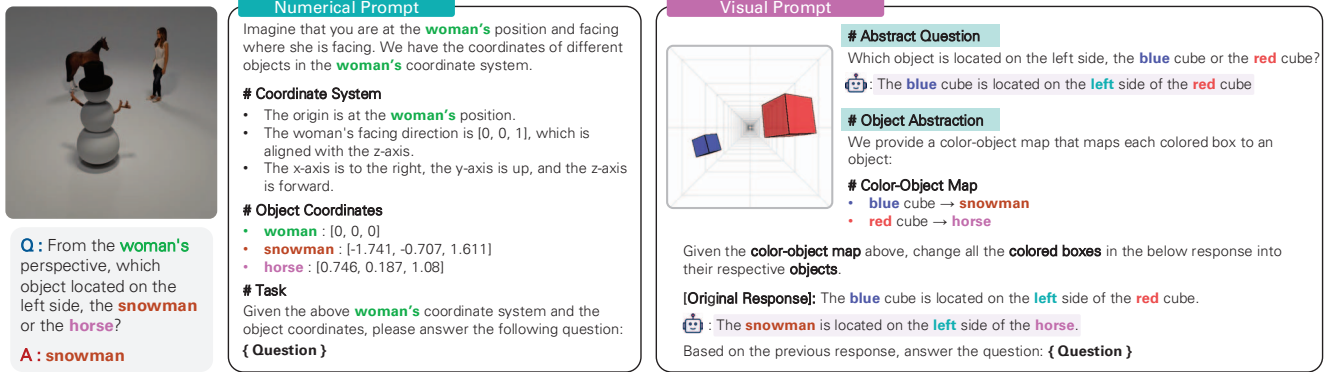 Numerical Prompt
Imagine that you are at the woman's position and facing
where she is facing. We have the coordinates of different
objects in the woman's coordinate system.
# Coordinate System
• The origin is at the woman's position.
• The woman's facing direction is [0, 0, 1], which is
aligned with the z-axis.
• The x-axis is to the right, the y-axis is up, and the z-axis
is forward.
# Object Coordinates
• woman : [0, 0, 0]
• snowman : [-1.741, -0.707, 1.611]
• horse : [0.746, 0.187, 1.08]
# Task
Given the above woman's coordinate system and the
object coordinates, please answer the following question:
{ Question }
Q : From the woman's
perspective, which
object located on the
left side, the snowman
or the horse?
A : snowman
Visual Prompt
# Abstract Question
Which object is located on the left side, the blue cube or the red cube?
: The blue cube is located on the left side of the red cube
# Object Abstraction
We provide a color-object map that maps each colored box to an
object:
# Color-Object Map
• blue cube → snowman
• red cube → horse
Given the color-object map above, change all the colored boxes in the below response into
their respective objects.
[Original Response]: The blue cube is located on the left side of the red cube.
: The snowman is located on the left side of the horse.
Based on the previous response, answer the question: { Question }